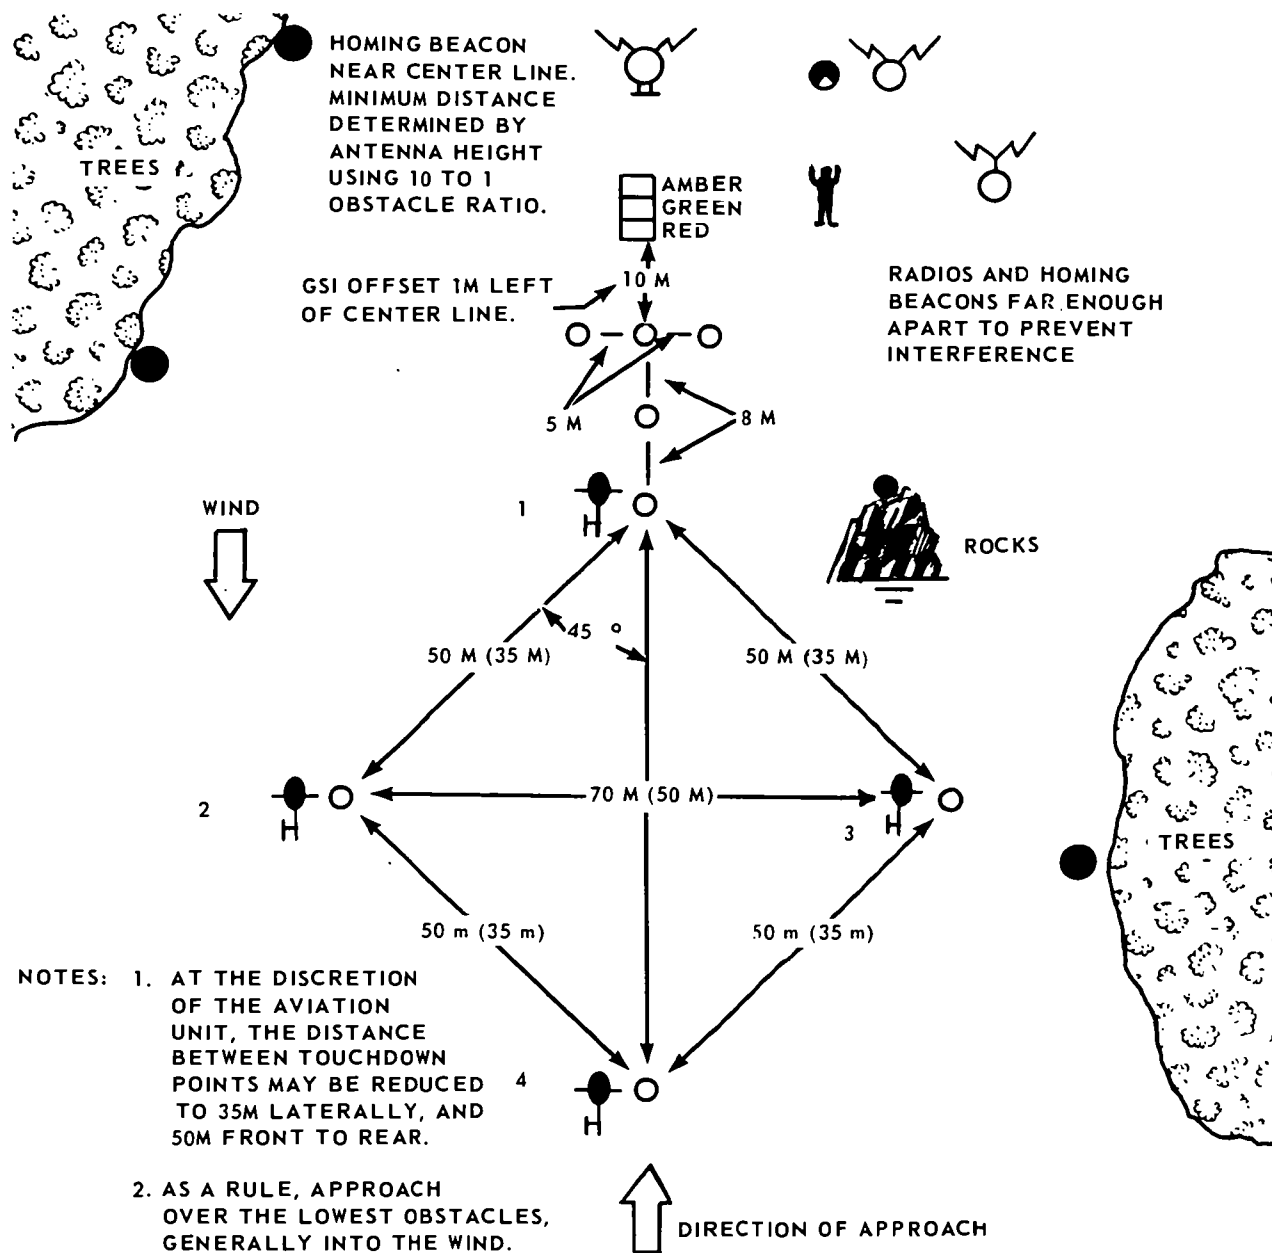 HOMING BEACON
NEAR CENTER LINE.
MINIMUM DISTANCE
DETERMINED BY
ANTENNA HEIGHT
USING 10 TO 1
OBSTACLE RATIO.
TREES
AMBER
GREEN
RED
GSI OFFSET 1M LEFT
OF CENTER LINE.
10 M
RADIOS AND HOMING
BEACONS FAR ENOUGH
APART TO PREVENT
INTERFERENCE
5 M
8 M
WIND
1
H
ROCKS
45 °
50 M (35 M)
50 M (35 M)
2
H
70 M (50 M)
3
H
TREES
50 m (35 m)
50 m (35 m)
4
H
NOTES: 1. AT THE DISCRETION
OF THE AVIATION
UNIT, THE DISTANCE
BETWEEN TOUCHDOWN
POINTS MAY BE REDUCED
TO 35M LATERALLY, AND
50M FRONT TO REAR.
2. AS A RULE, APPROACH
OVER THE LOWEST OBSTACLES,
GENERALLY INTO THE WIND.
DIRECTION OF APPROACH